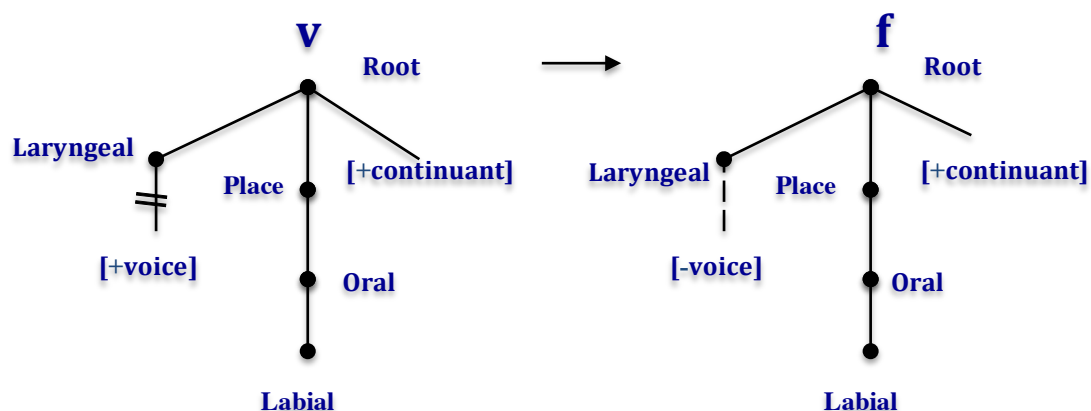 v
Root
Laryngeal
Place
[+continuant]
[+voice]
Oral
Labial
f
Root
Laryngeal
Place
[+continuant]
[-voice]
Oral
Labial